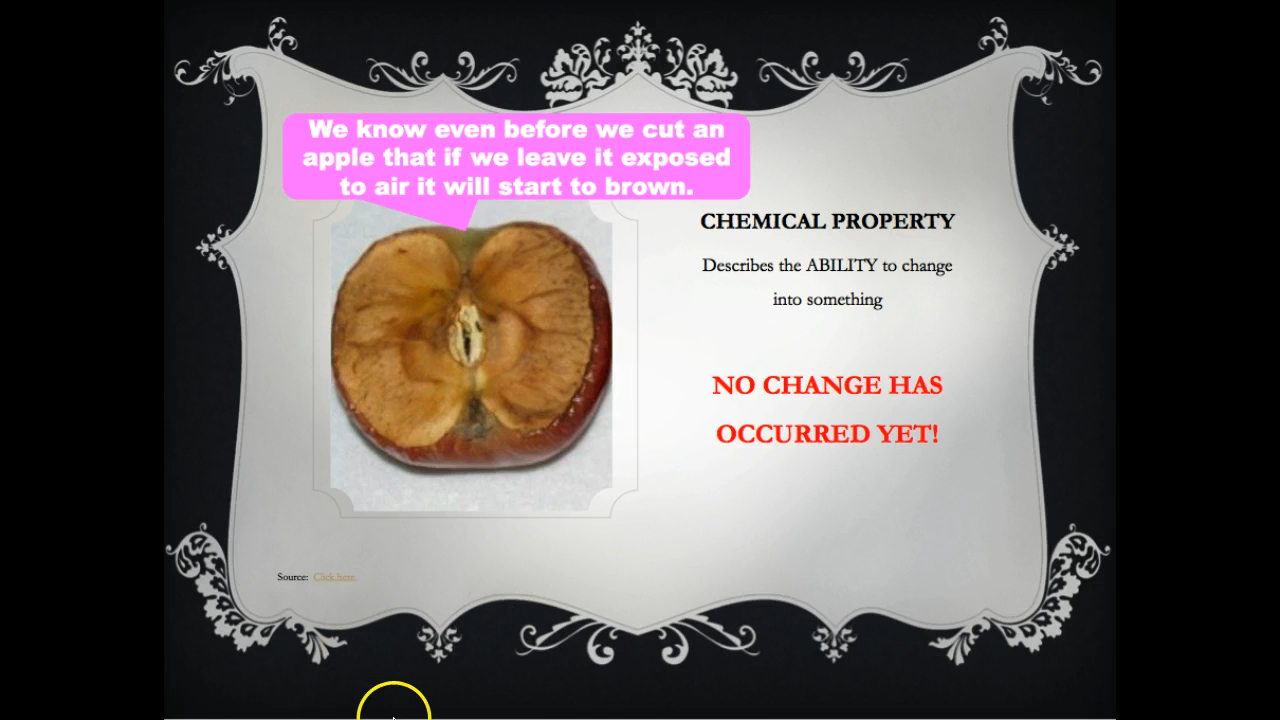 We know even before we cut an
apple that if we leave it exposed
to air it will start to brown.
CHEMICAL PROPERTY
Describes the ABILITY to change
into something
NO CHANGE HAS
OCCURRED YET!
Source: Click here.